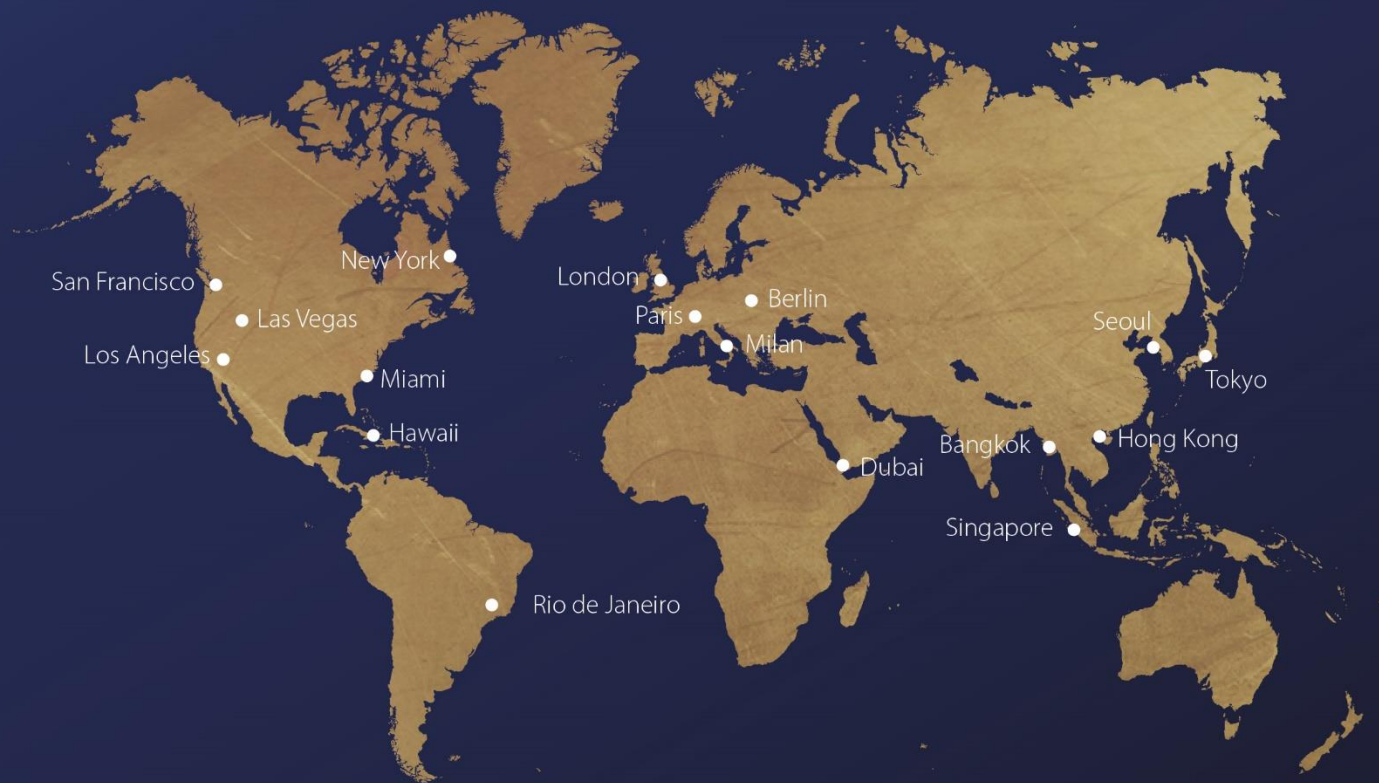 New York
San Francisco
London
Berlin
Paris
Las Vegas
Seoul
Milan
Los Angeles
Miami
Tokyo
Hawaii
Hong Kong
Bangkok
Dubai
Singapore
Rio de Janeiro